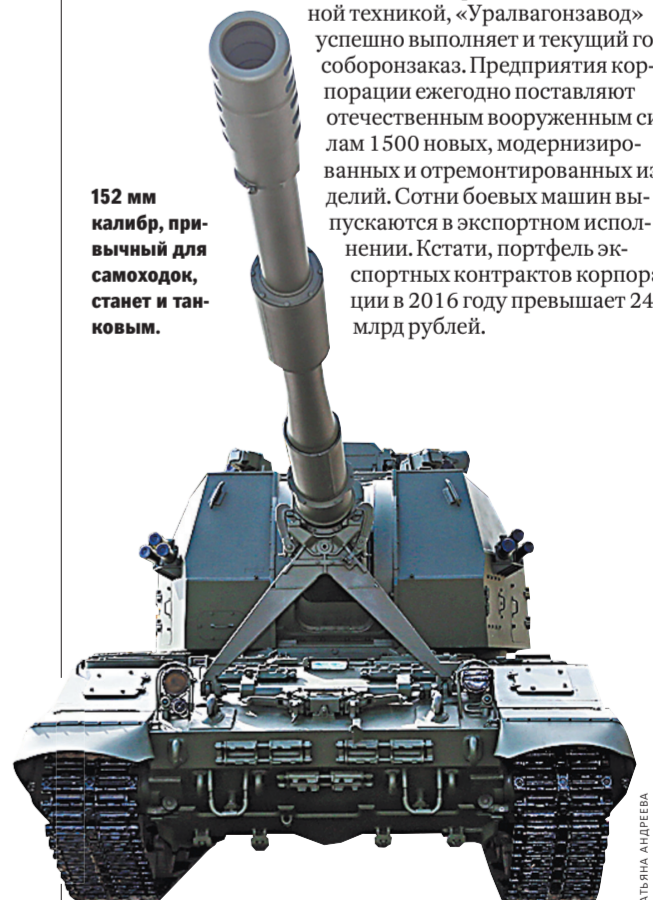 ной техникой, «Уралвагонзавод»
успешно выполняет и текущий го
соборонзаказ. Предприятия кор-
порации ежегодно поставляют
отечественным вооруженным си
лам 1500 новых, модернизиро-
ванных и отремонтированных из
делий. Сотни боевых машин вы-
пускаются в экспортном испол-
нении. Кстати, портфель эк-
спортных контрактов корпора
ции в 2016 году превышает 24
млрд рублей.
152 мм
калибр, при-
вычный для
самоходок,
станет и тан-
ковым.
АТЬЯНА АНДРЕЕВА